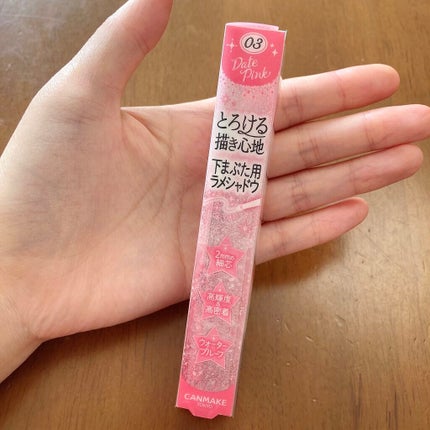 03
Date
Pink
とろける
描き心地
下まぶた用
ラメシャドウ
2mmの
細芯
高輝度
&
高密着
ウォーター
プルーフ
CANMAKE
TOKYO